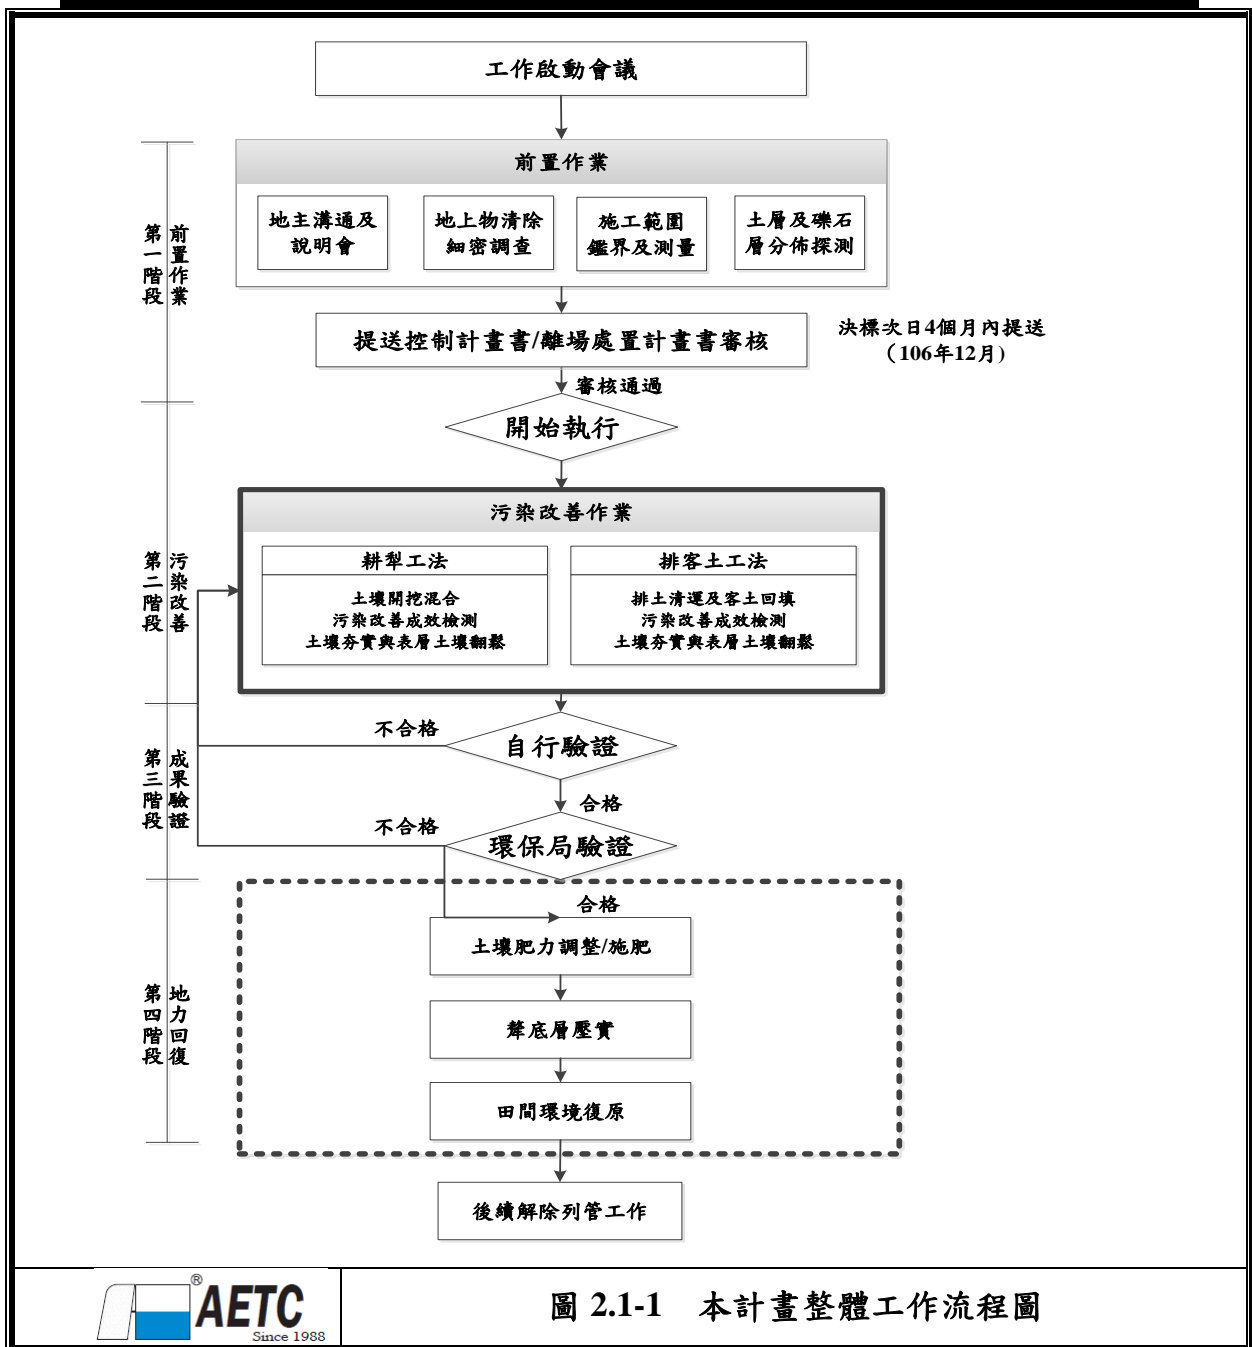 工作啟動會議
前置作業
地主溝通及
說明會
地上物清除
細密調查
施工範圍
鑑界及測量
土層及礫石
層分佈探測
第一階段
前置作業
提送控制計畫書/離場處置計畫書審核
決標次日4個月內提送
（106年12月)
審核通過
開始執行
第二階段
污染改善
污染改善作業
耕犁工法
土壤開挖混合
污染改善成效檢測
土壤夯實與表層土壤翻鬆
排客土工法
排土清運及客土回填
污染改善成效檢測
土壤夯實與表層土壤翻鬆
第三階段
成果驗證
不合格
自行驗證
合格
不合格
環保局驗證
第四階段
地力回復
合格
土壤肥力調整/施肥
犛底層壓實
田間環境復原
後續解除列管工作
®
AETC
Since 1988
圖 2.1-1 本計畫整體工作流程圖